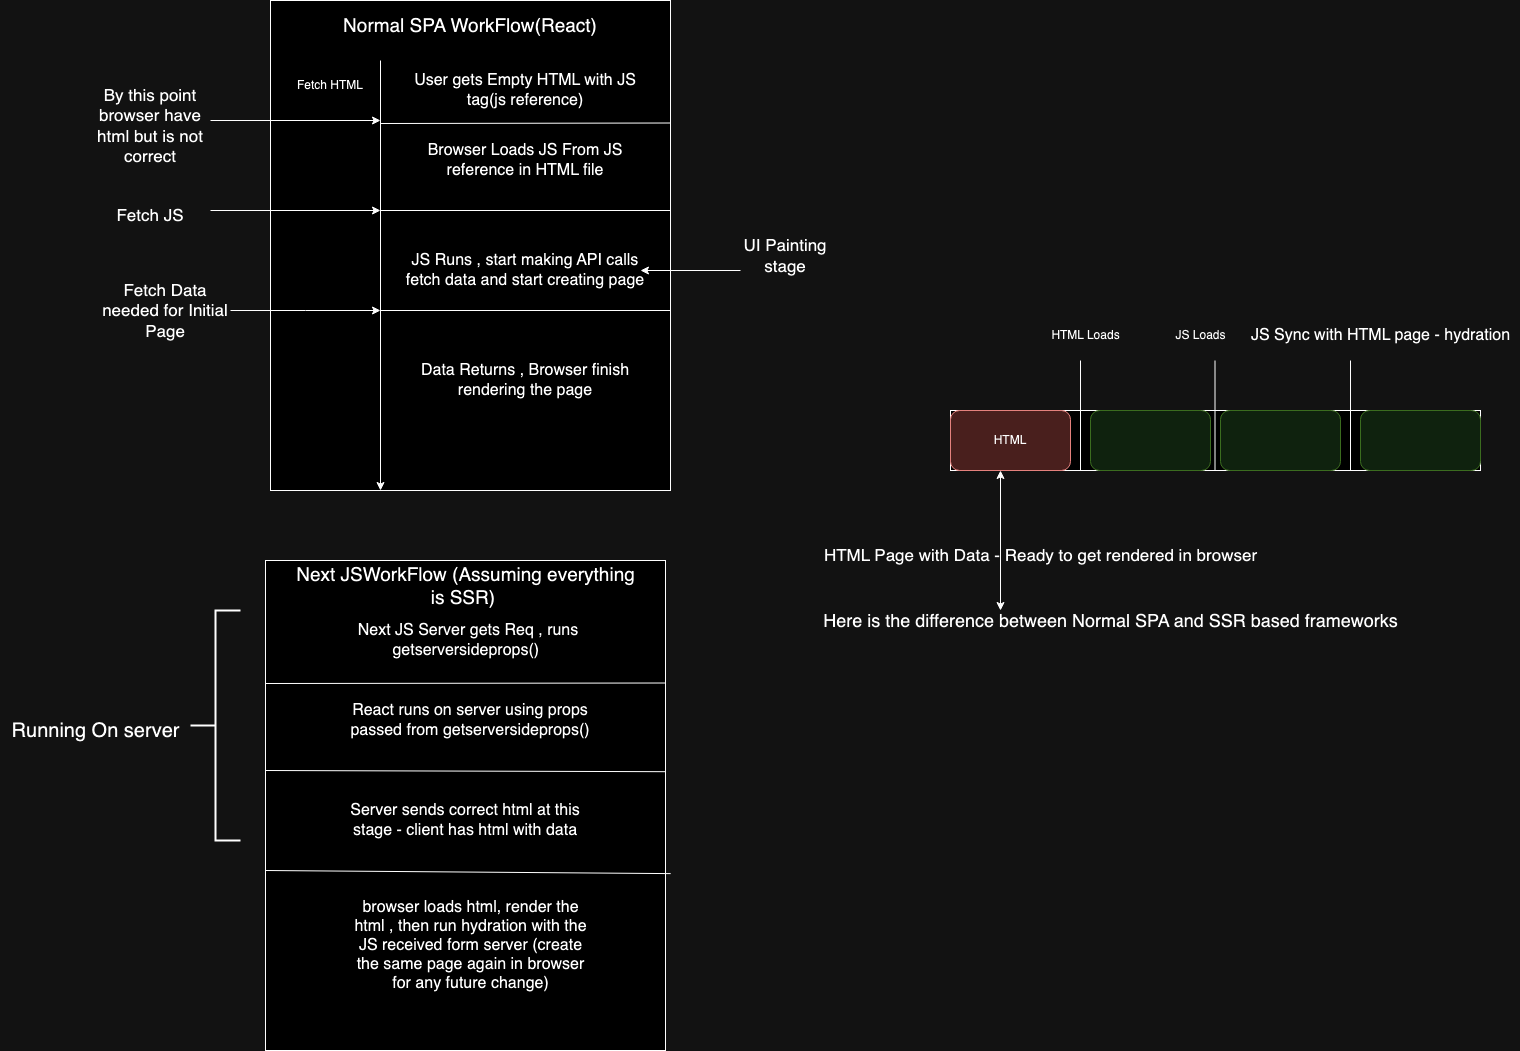 Normal SPA WorkFlow(React)
Fetch HTML
User gets Empty HTML with JS
tag(js reference)
By this point
browser have
html but is not
correct
Browser Loads JS From JS
reference in HTML file
Fetch JS
JS Runs , start making API calls
fetch data and start creating page
UI Painting
stage
Fetch Data
needed for Initial
Page
Data Returns , Browser finish
rendering the page
HTML Loads
JS Loads
JS Sync with HTML page - hydration
HTML
HTML Page with Data - Ready to get rendered in browser
Here is the difference between Normal SPA and SSR based frameworks
Next JSWorkFlow (Assuming everything
is SSR)
Next JS Server gets Req , runs
getserversideprops()
React runs on server using props
passed from getserversideprops()
Running On server
Server sends correct html at this
stage - client has html with data
browser loads html, render the
html , then run hydration with the
JS received form server (create
the same page again in browser
for any future change)